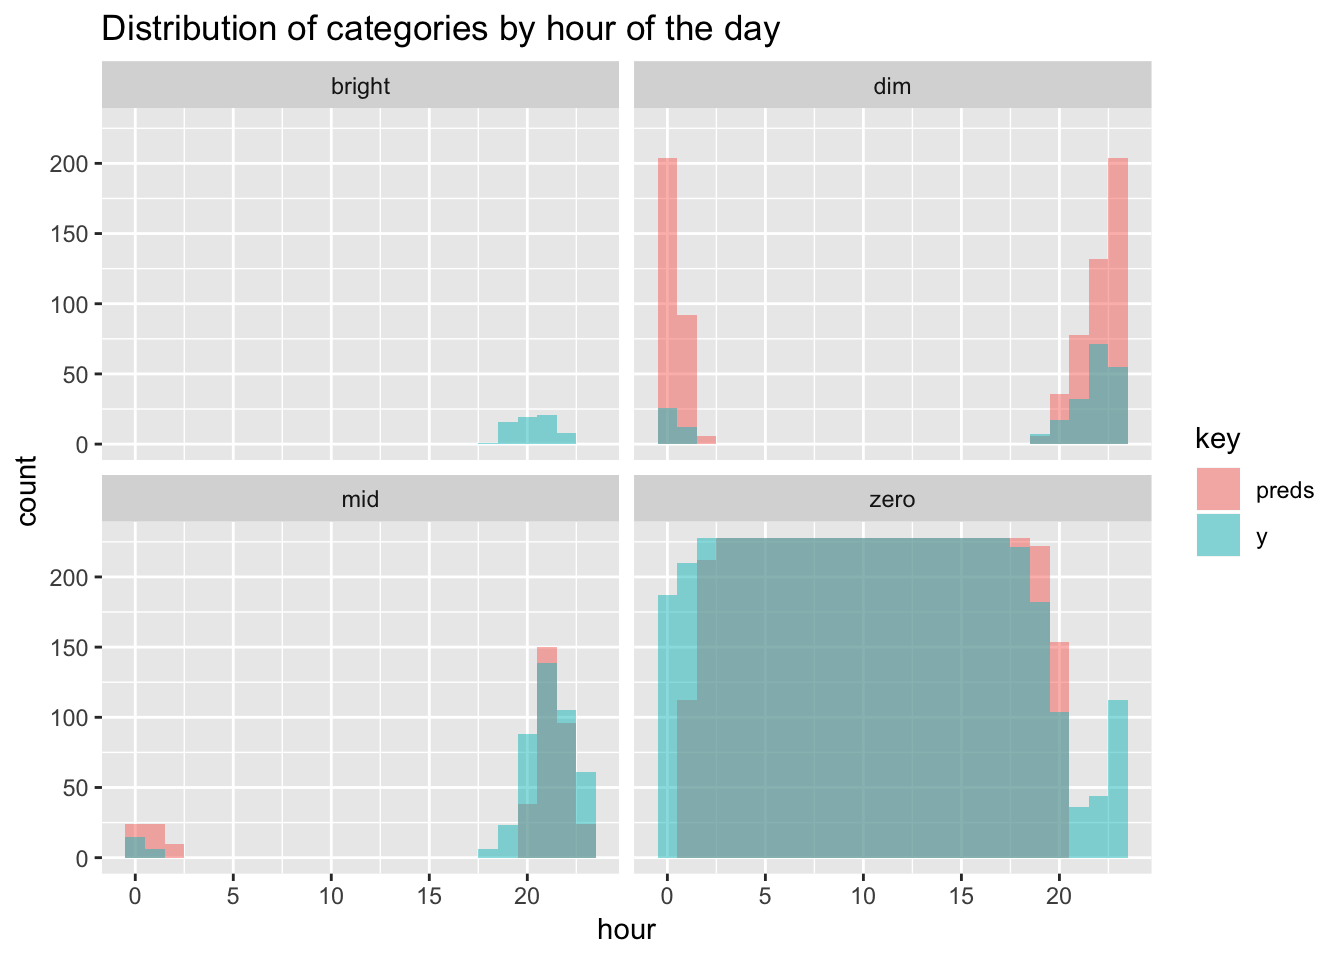 Distribution of categories by hour of the day
bright
dim
200
150
100
50
0
mid
zero
200
150
100
50
0
0 5 10 15 20
0 5 10 15 20
hour
count
key
preds
y